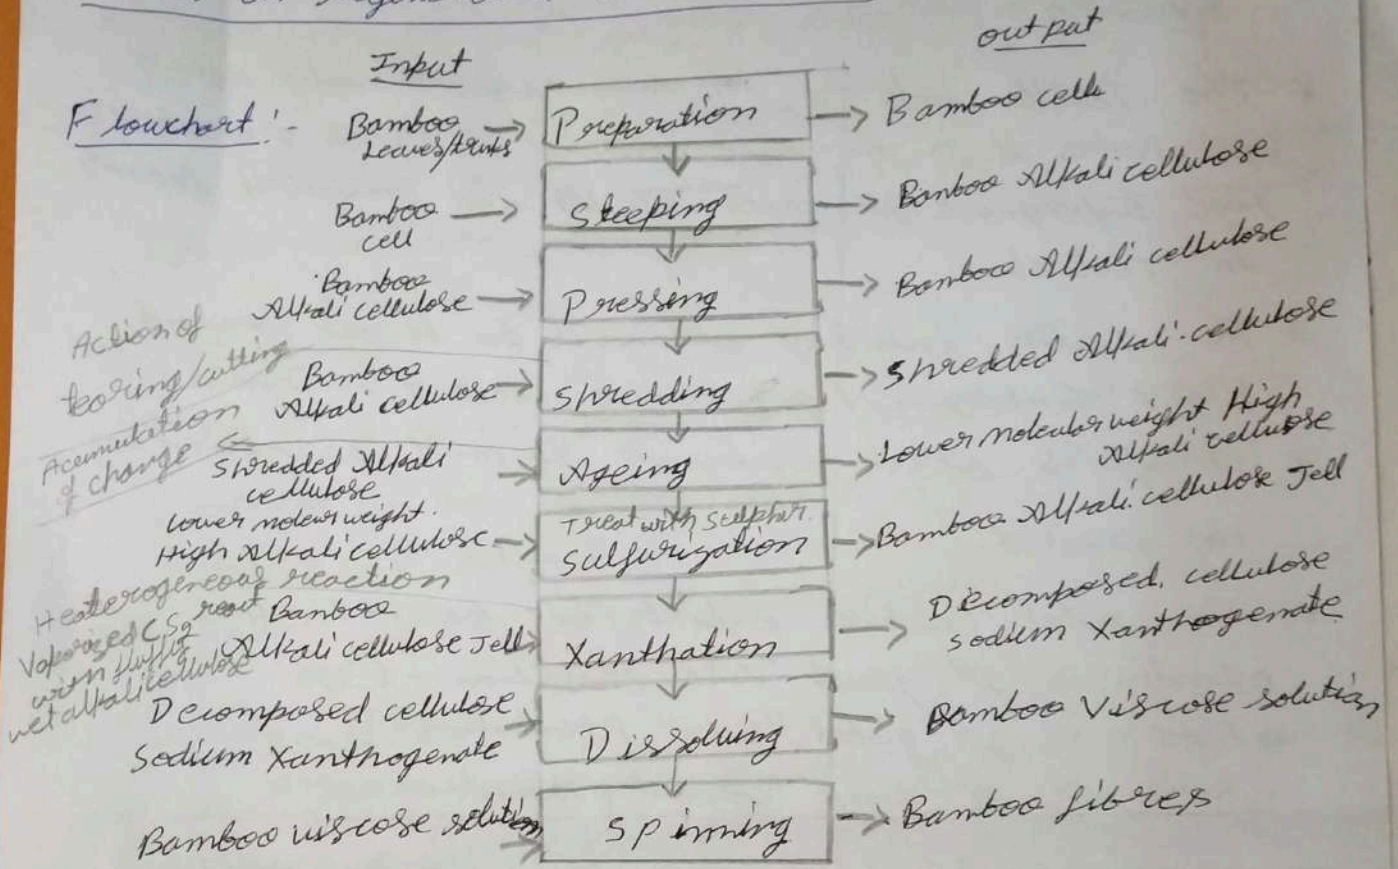 Input
output
Flowchart :-
Bamboo
Leaves/trunks
Preparation
Bamboo cell
Bamboo
cell
Steeping
Bamboo Alkali cellulose
Bamboo
Alkali cellulose
Pressing
Bamboo Alkali cellulose
Action of
tearing/cutting
Bamboo
Alkali cellulose
Shredding
Shredded Alkali cellulose
Acumulation
of change
Shredded Alkali
cellulose
Ageing
Lower molecular weight High
Alkali cellulose
Lower molecur weight
High Alkali cellulose
Treat with Sulphur
Sulfurization
Bamboo Alkali cellulose Jell
Heaterogeneous reaction
Vaporized CS2 react
with fluffy
wet alkali cellulose
Bamboo
Alkali cellulose Jell
Xanthation
Decomposed cellulose
sodium Xanthogenate
Decomposed cellulose
Sodium Xanthogenate
Dissolving
Bamboo Viscose solution
Bamboo viscose solution
Spinning
Bamboo fibres